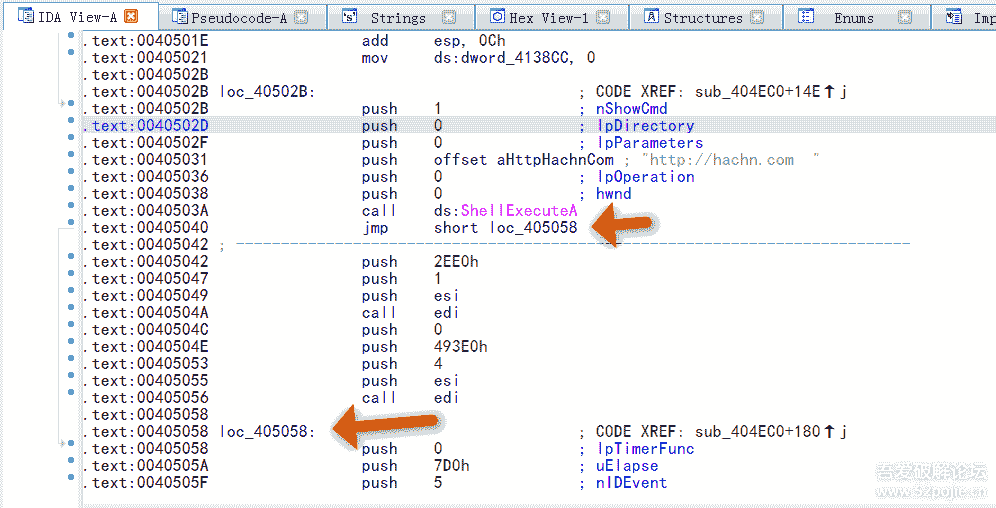 IDA View-A Pseudocode-A Strings Hex View-1 Structures Enums Imp
.text:0040501E add esp, 0Ch
.text:00405021 mov ds:dword_4138CC, 0
.text:0040502B
.text:0040502B loc_40502B: ; CODE XREF: sub_404EC0+14E↑j
.text:0040502B push 1 ; nShowCmd
.text:0040502D push 0 ; lpDirectory
.text:0040502F push 0 ; lpParameters
.text:00405031 push offset aHttpHachnCom ; "http://hachn.com  "
.text:00405036 push 0 ; lpOperation
.text:00405038 push 0 ; hwnd
.text:0040503A call ds:ShellExecuteA
.text:00405040 jmp short loc_405058
.text:00405042 ; ---------------------------------------------------------------------------
.text:00405042 push 2EE0h
.text:00405047 push 1
.text:00405049 push esi
.text:0040504A call edi
.text:0040504C push 0
.text:0040504E push 493E0h
.text:00405053 push 4
.text:00405055 push esi
.text:00405056 call edi
.text:00405058
.text:00405058 loc_405058: ; CODE XREF: sub_404EC0+180↑j
.text:00405058 push 0 ; lpTimerFunc
.text:0040505A push 7D0h ; uElapse
.text:0040505F push 5 ; nIDEvent
吾爱破解论坛
www.52pojie.cn